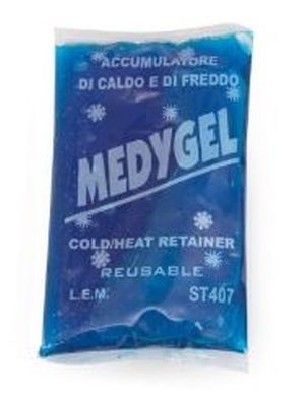 ACCUMULATORE
DI CALDO E DI FREDDO
MEDYGEL
COLD/HEAT RETAINER
REUSABLE
L.E.M. ST407